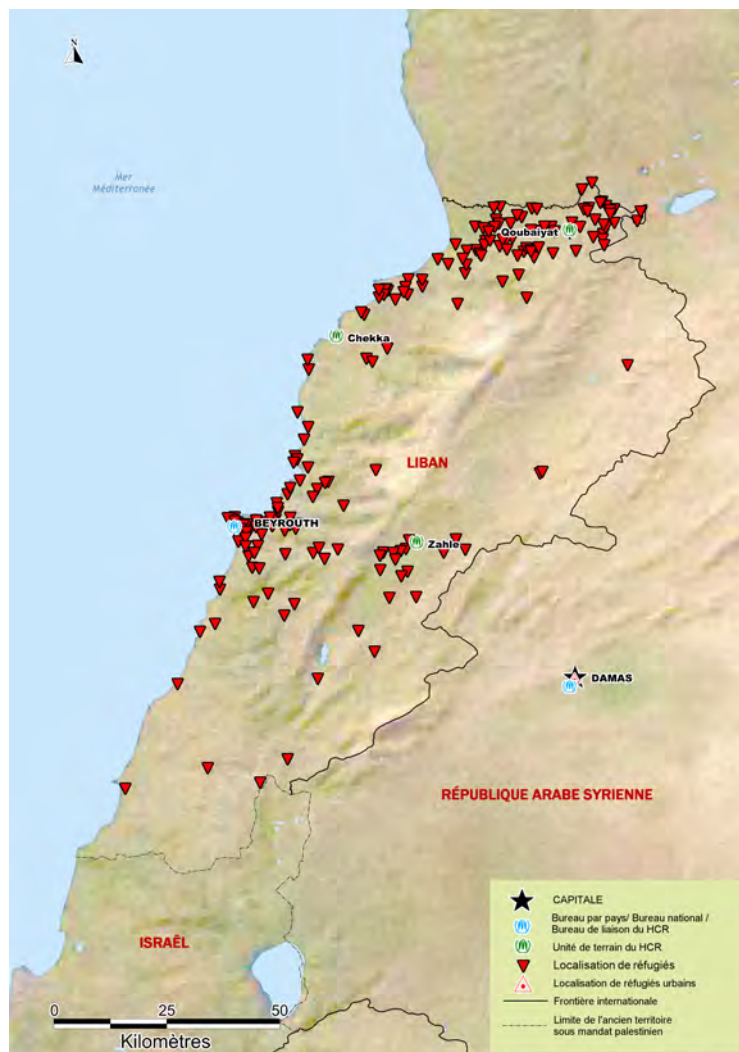 N
Mer
Méditerranée
Qoubaiyat
Chekka
LIBAN
BEYROUTH
Zahle
DAMAS
RÉPUBLIQUE ARABE SYRIENNE
ISRAËL
CAPITALE
Bureau par pays/ Bureau national /
Bureau de liaison du HCR
Unité de terrain du HCR
Localisation de réfugiés
Localisation de réfugiés urbains
Frontière internationale
Limite de l'ancien territoire
sous mandat palestinien
0 25 50
Kilomètres